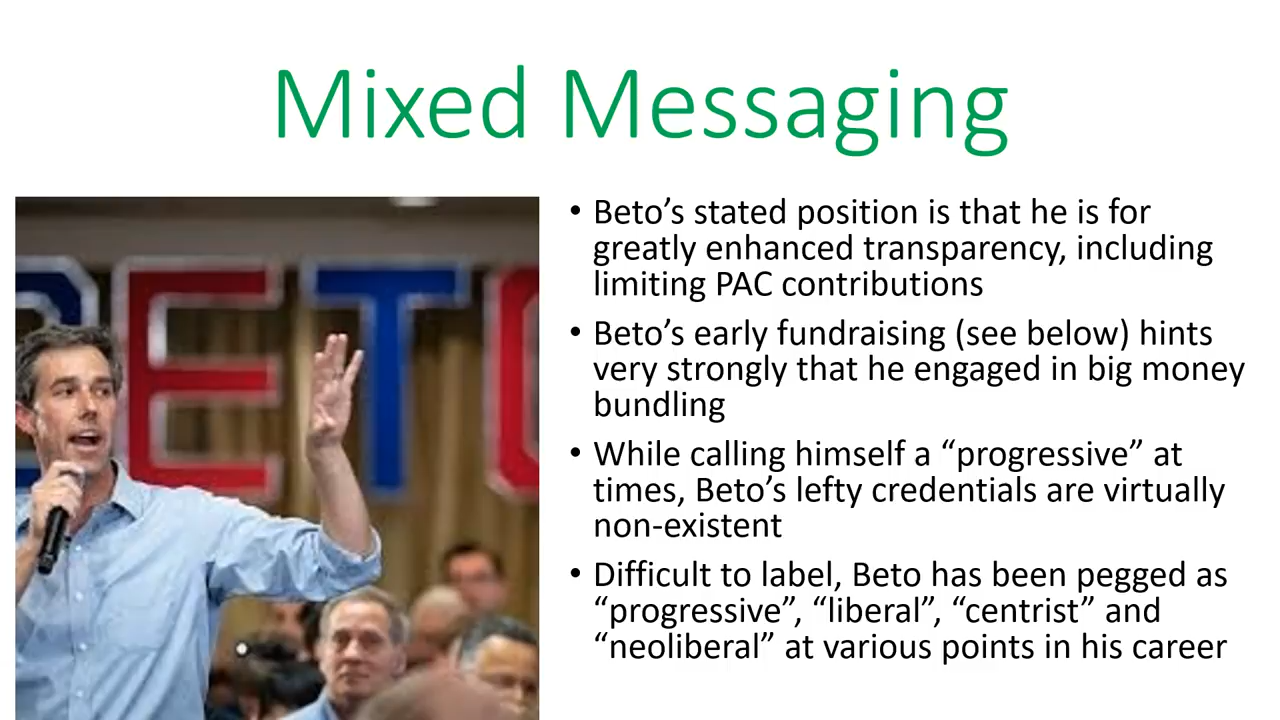 Mixed Messaging
BETO
• Beto’s stated position is that he is for
greatly enhanced transparency, including
limiting PAC contributions
• Beto’s early fundraising (see below) hints
very strongly that he engaged in big money
bundling
• While calling himself a “progressive” at
times, Beto’s lefty credentials are virtually
non-existent
• Difficult to label, Beto has been pegged as
“progressive”, “liberal”, “centrist” and
“neoliberal” at various points in his career